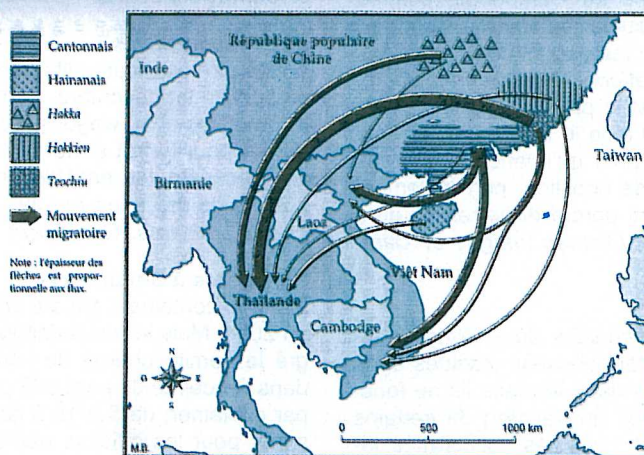 Cantonnais
Hainanais
Hakka
Hokkien
Teochiu
Mouvement
migratoire
Note : l'épaisseur des
flèches est propor-
tionnelle aux flux.
République populaire
de Chine
Inde
Taiwan
Birmanie
Laos
Viêt Nam
Thaïlande
Cambodge
N
O
E
S
0 500 1000 km
M.B.